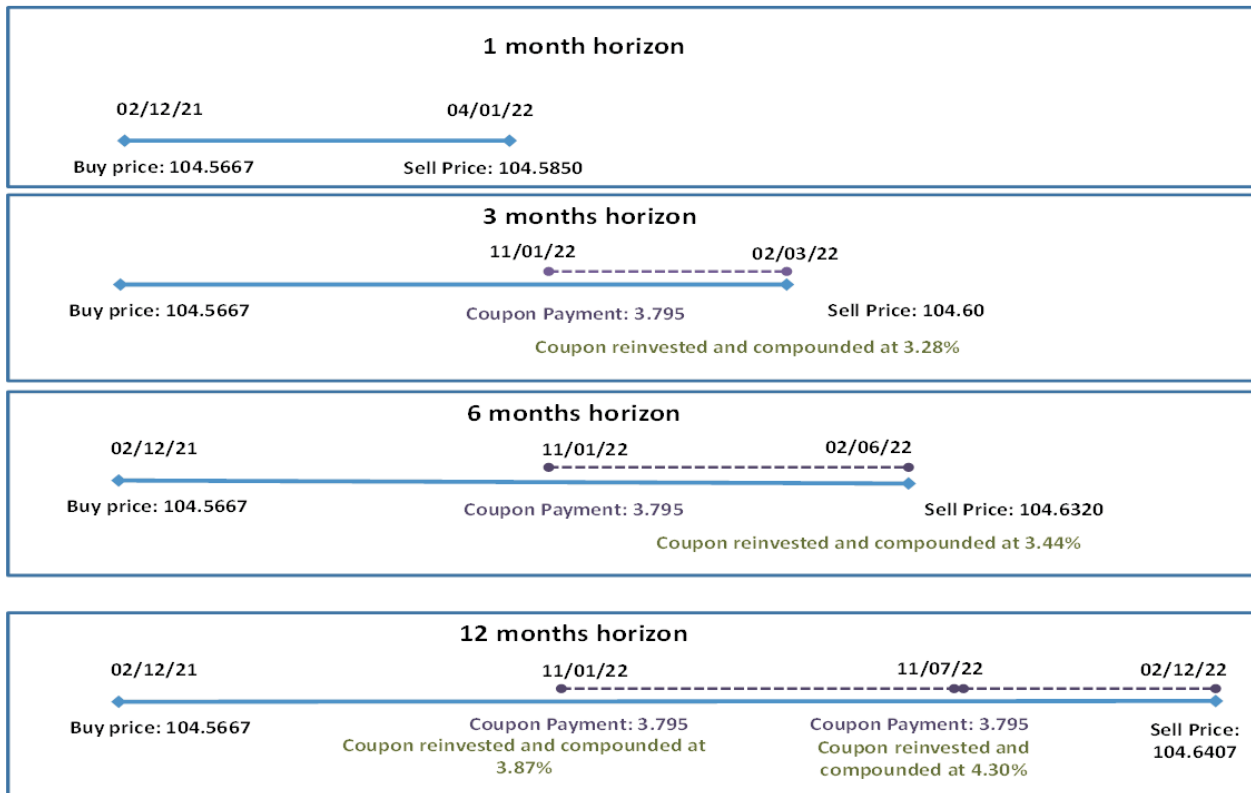 1 month horizon
02/12/21 04/01/22
Buy price: 104.5667 Sell Price: 104.5850
3 months horizon
11/01/22 02/03/22
Buy price: 104.5667 Coupon Payment: 3.795 Sell Price: 104.60
Coupon reinvested and compounded at 3.28%
6 months horizon
02/12/21 11/01/22 02/06/22
Buy price: 104.5667 Coupon Payment: 3.795 Sell Price: 104.6320
Coupon reinvested and compounded at 3.44%
12 months horizon
02/12/21 11/01/22 11/07/22 02/12/22
Buy price: 104.5667 Coupon Payment: 3.795 Coupon Payment: 3.795 Sell Price:
Coupon reinvested and compounded at Coupon reinvested and 104.6407
3.87% compounded at 4.30%